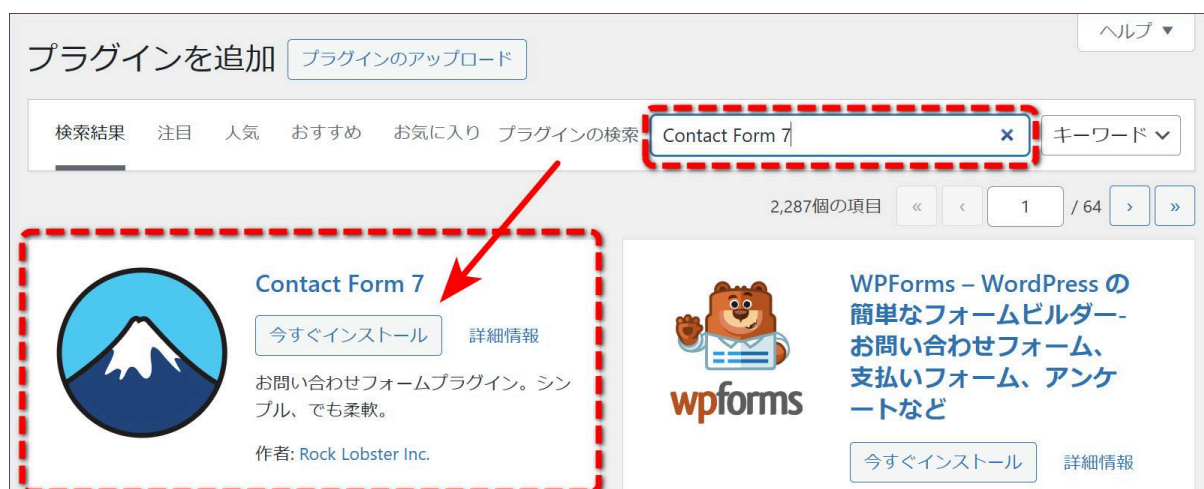 ヘルプ ▼
プラグインを追加 プラグインのアップロード
検索結果 注目 人気 おすすめ お気に入り プラグインの検索 Contact Form 7 × キーワード
2,287個の項目 « ‹ 1 / 64 › »
Contact Form 7
今すぐインストール 詳細情報
お問い合わせフォームプラグイン。シン
プル、でも柔軟。
作者: Rock Lobster Inc.
wpforms
WPForms – WordPress の
簡単なフォームビルダー-
お問い合わせフォーム、
支払いフォーム、アンケ
ートなど
今すぐインストール 詳細情報